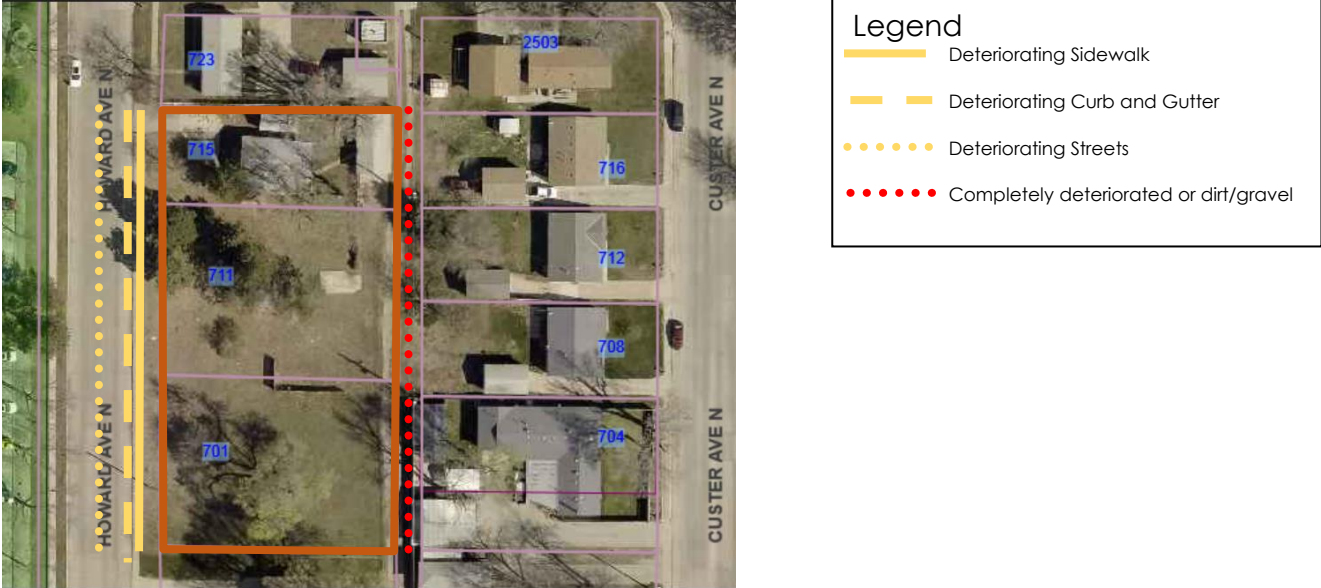 HOWARD AVE N
HOWARD AVE N
723
715
711
701
2503
716
712
708
704
CUSTER AVE N
CUSTER AVE N
Legend
Deteriorating Sidewalk
Deteriorating Curb and Gutter
Deteriorating Streets
Completely deteriorated or dirt/gravel